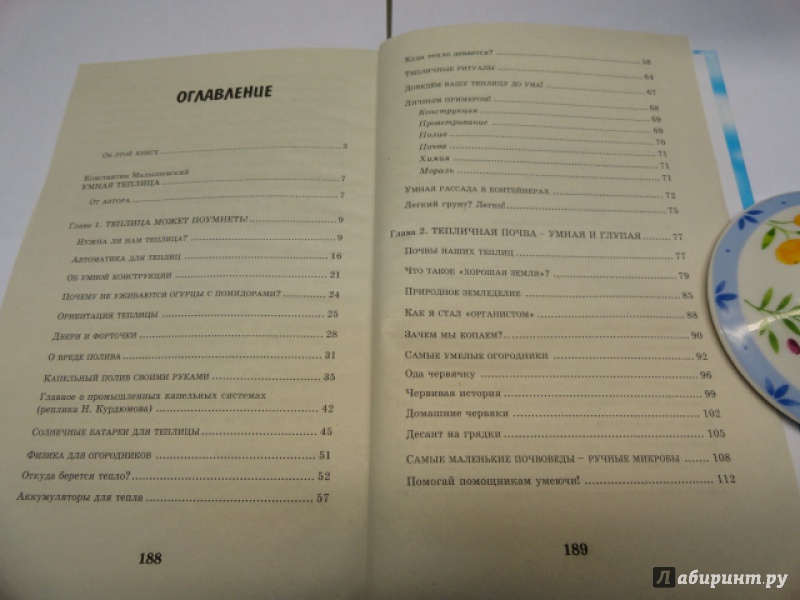 ОГЛАВЛЕНИЕ
Об этой книге 3
Константин Малышевский
УМНАЯ ТЕПЛИЦА 7
От автора 7
Глава 1. ТЕПЛИЦА МОЖЕТ ПОУМНЕТЬ! 9
Нужна ли нам теплица? 9
Автоматика для теплиц 16
Об умной конструкции 21
Почему не уживаются огурцы с помидорами? 24
Ориентация теплицы 25
Двери и форточки 28
О вреде полива 31
Капельный полив своими руками 35
Главное о промышленных капельных системах
(реплика Н. Курдюмова) 42
Солнечные батареи для теплицы 45
Физика для огородников 51
Откуда берется тепло? 52
Аккумуляторы для тепла 57
188
Куда тепло девается? 58
Тепличные ритуалы 64
Доведём вашу теплицу до ума! 67
Личным примером! 68
Конструкция 69
Проветривание 69
Полив 70
Почва 71
Химия 71
Мораль 71
Умная рассада в контейнерах 72
Легкий грунт? Легко! 75
Глава 2. ТЕПЛИЧНАЯ ПОЧВА – УМНАЯ И ГЛУПАЯ 77
Почвы наших теплиц 77
Что такое «хорошая земля»? 79
Природное земледелие 85
Как я стал «органистом» 88
Зачем мы копаем? 90
Самые умелые огородники 92
Ода червячку 96
Червивая история 99
Домашние червяки 102
Десант на грядки 105
Самые маленькие почвоведы – ручные микробы 108
Помогай помощникам умеючи! 112
189
Лабиринт.ру